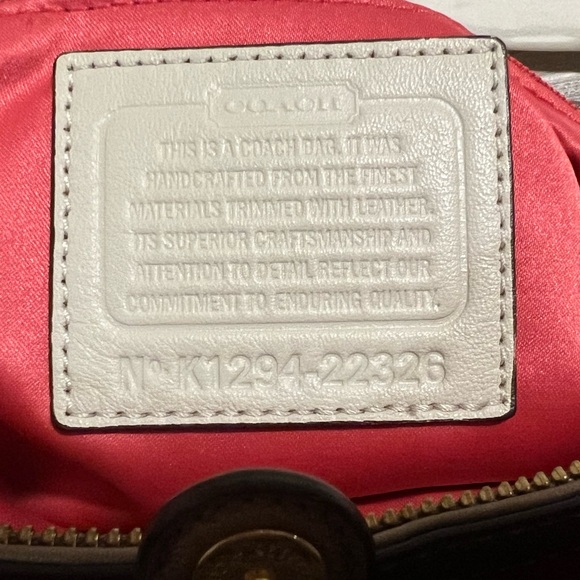 COACH
THIS IS A COACH BAG. IT WAS
HANDCRAFTED FROM THE FINEST
MATERIALS TRIMMED WITH LEATHER.
ITS SUPERIOR CRAFTSMANSHIP AND
ATTENTION TO DETAIL REFLECT OUR
COMMITMENT TO ENDURING QUALITY.
Nº K1294-22326